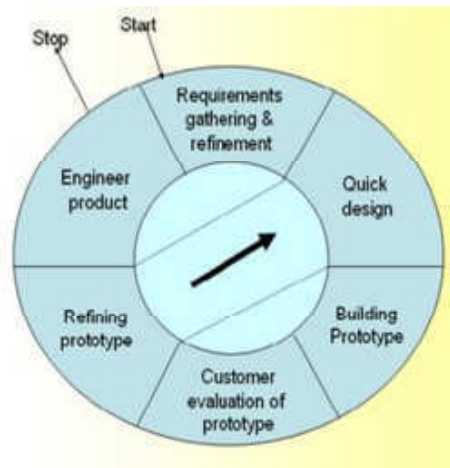 Stop
Start
Requirements
gathering &
refinement
Quick
design
Building
Prototype
Customer
evaluation of
prototype
Refining
prototype
Engineer
product